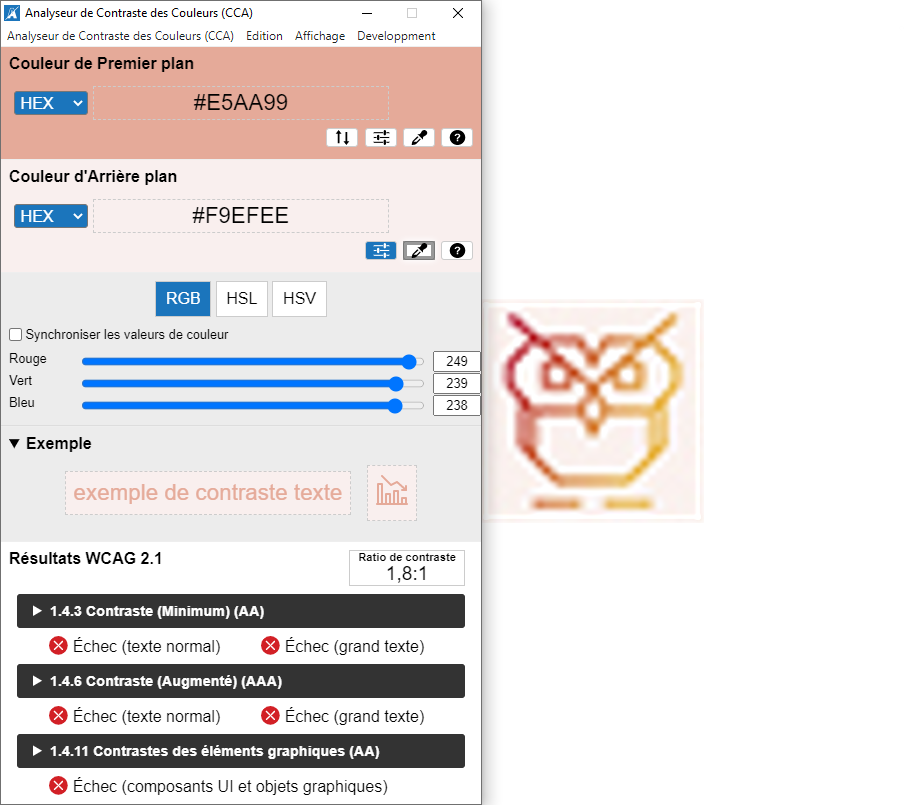 Analyseur de Contraste des Couleurs (CCA)
Analyseur de Contraste des Couleurs (CCA) Edition Affichage Developpment
Couleur de Premier plan
HEX #E5AA99
Couleur d'Arrière plan
HEX #F9EFEE
RGB HSL HSV
Synchroniser les valeurs de couleur
Rouge 249
Vert 239
Bleu 238
Exemple
exemple de contraste texte
Résultats WCAG 2.1
Ratio de contraste
1,8:1
1.4.3 Contraste (Minimum) (AA)
Échec (texte normal) Échec (grand texte)
1.4.6 Contraste (Augmenté) (AAA)
Échec (texte normal) Échec (grand texte)
1.4.11 Contrastes des éléments graphiques (AA)
Échec (composants UI et objets graphiques)